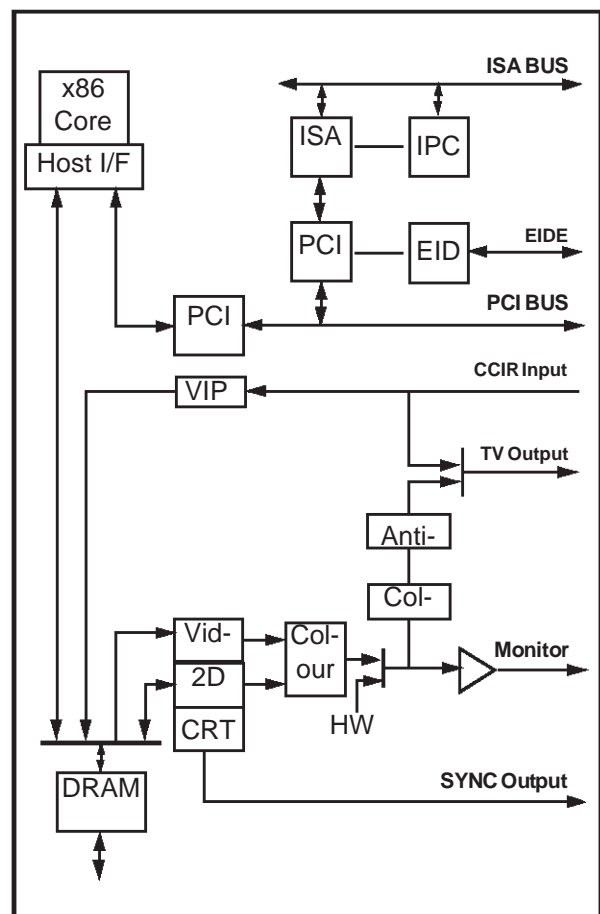 ISA BUS
x86
Core
Host I/F
ISA
IPC
PCI
EID
EIDE
PCI
PCI BUS
CCIR Input
VIP
TV Output
Anti-
Col-
Vid-
Col-
our
2D
Monitor
HW
CRT
DRAM
SYNC Output